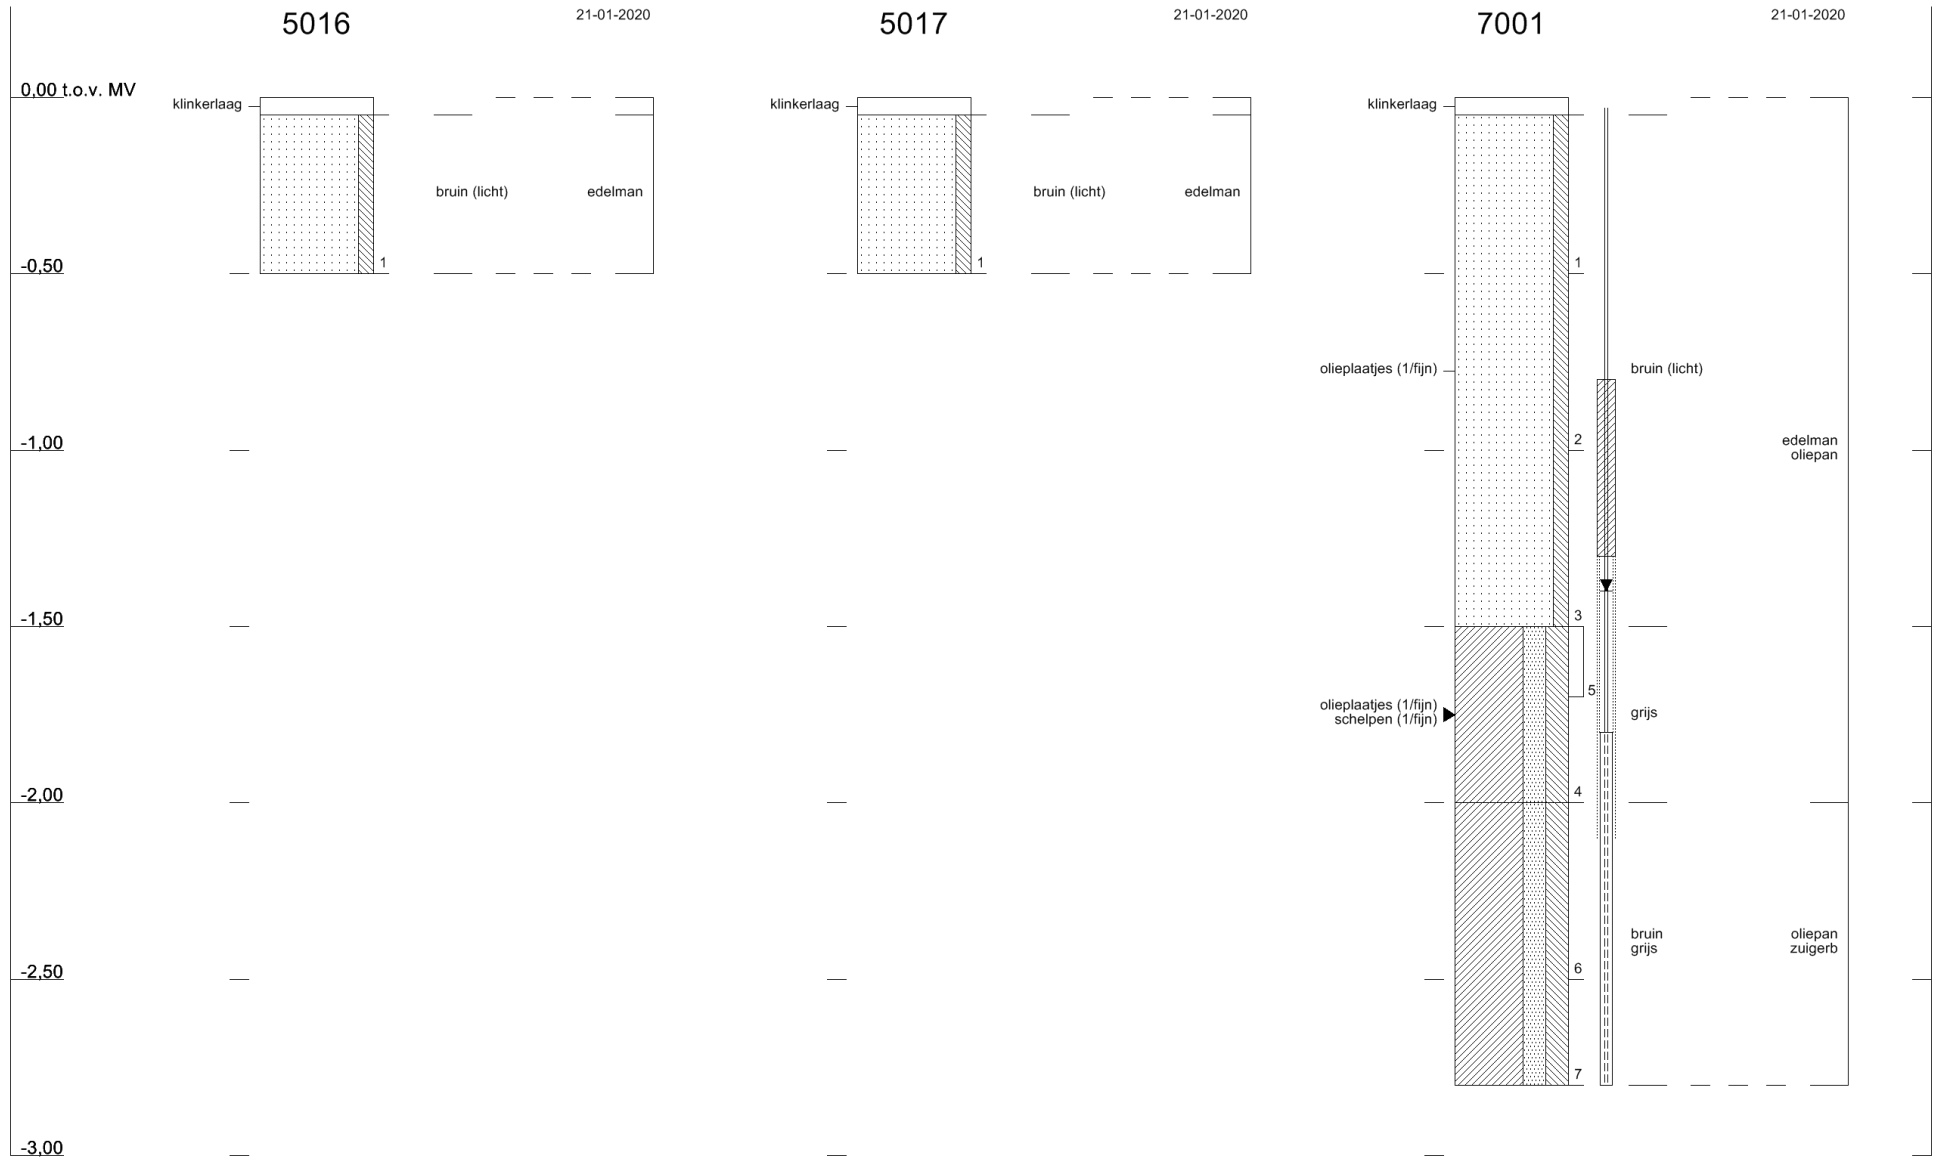 5016
21-01-2020
5017
21-01-2020
7001
21-01-2020
0,00 t.o.v. MV
-0,50
-1,00
-1,50
-2,00
-2,50
-3,00
klinkerlaag
1
bruin (licht)
edelman
klinkerlaag
1
bruin (licht)
edelman
klinkerlaag
olieplaatjes (1/fijn)
olieplaatjes (1/fijn)
schelpen (1/fijn)
1
2
3
5
4
6
7
bruin (licht)
grijs
bruin
grijs
edelman
oliepan
oliepan
zuigerb